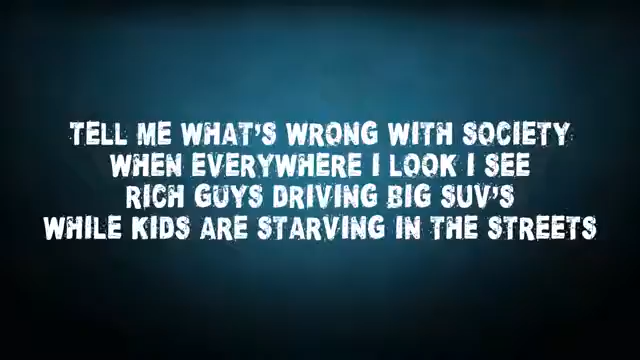 TELL ME WHAT'S WRONG WITH SOCIETY
WHEN EVERYWHERE I LOOK I SEE
RICH GUYS DRIVING BIG SUV'S
WHILE KIDS ARE STARVING IN THE STREETS